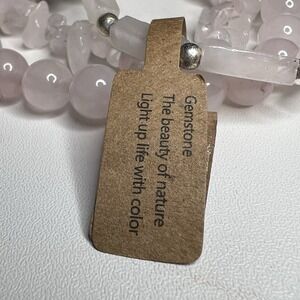 Gemstone
The beauty of nature
Light up life with color